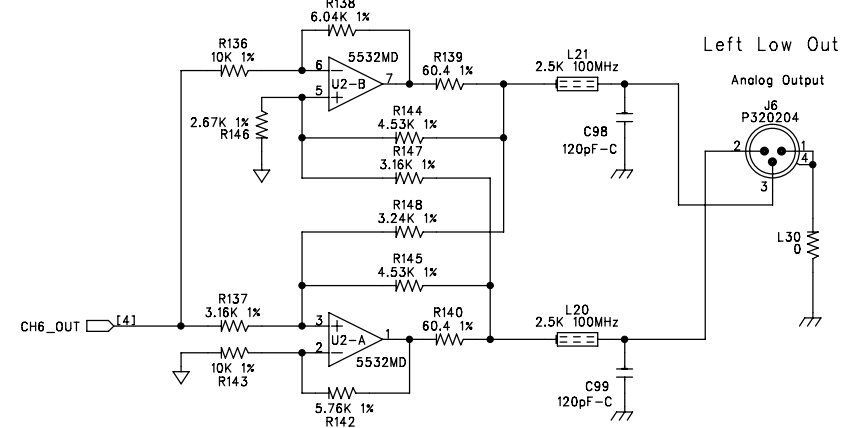 R138
6.04K 1%
R136
10K 1%
5532MD
R139
60.4 1%
L21
2.5K 100MHz
Left Low Out
6
U2-B
7
5
Analog Output
J6
P320204
2.67K 1%
R146
R144
4.53K 1%
R147
3.16K 1%
C98
120pF-C
2
1
4
3
R148
3.24K 1%
L30
0
R145
4.53K 1%
R137
3.16K 1%
R140
60.4 1%
L20
2.5K 100MHz
CH6_OUT
[4]
3
U2-A
1
2
5532MD
10K 1%
R143
5.76K 1%
R142
C99
120pF-C